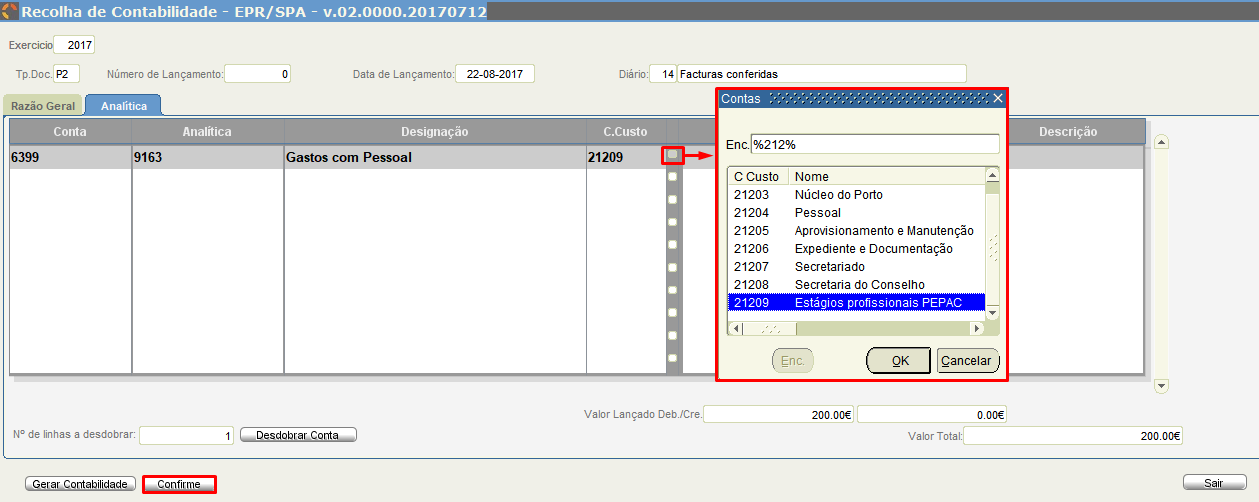 Recolha de Contabilidade - EPR/SPA - v.02.0000.20170712
Exercicio 2017
Tp.Doc. P2 Número de Lançamento: 0 Data de Lançamento: 22-08-2017 Diário: 14 Facturas conferidas
Razão Geral Analítica
Conta Analítica Designação C.Custo Descrição
6399 9163 Gastos com Pessoal 21209
Contas
Enc. %212%
C Custo Nome
21203 Núcleo do Porto
21204 Pessoal
21205 Aprovisionamento e Manutenção
21206 Expediente e Documentação
21207 Secretariado
21208 Secretaria do Conselho
21209 Estágios profissionais PEPAC
Enc. OK Cancelar
Valor Lançado Deb./Cre. 200.00€ 0.00€
Nº de linhas a desdobrar: 1 Desdobrar Conta Valor Total: 200.00€
Gerar Contabilidade Confirme Sair